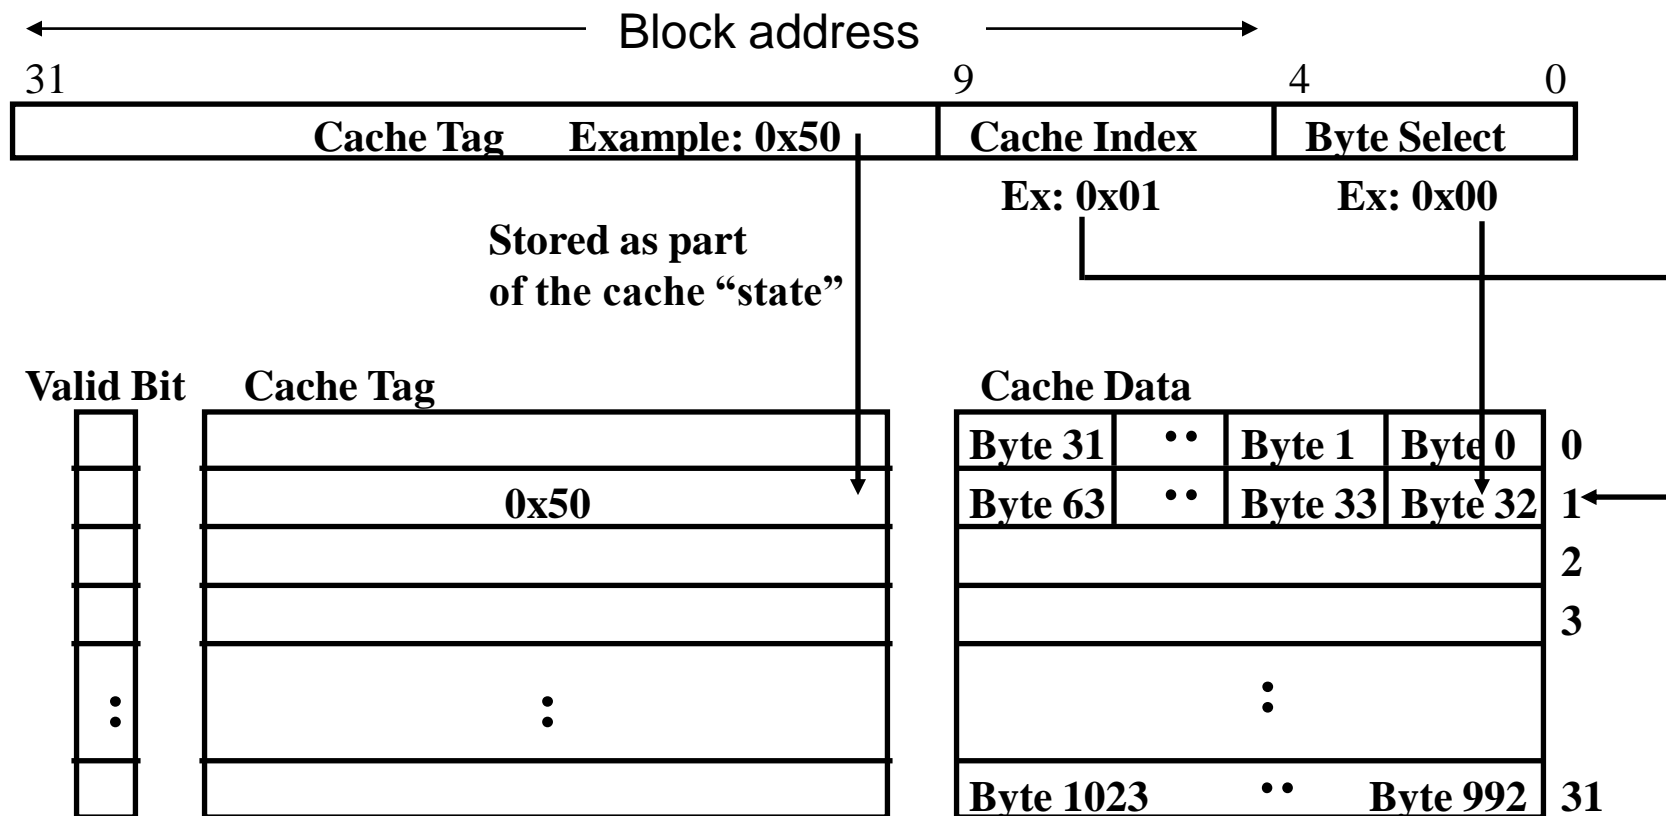 Block address
31 9 4 0
Cache Tag Example: 0x50 Cache Index Byte Select
Ex: 0x01 Ex: 0x00
Stored as part
of the cache “state”
Valid Bit Cache Tag Cache Data
Byte 31 •• Byte 1 Byte 0 0
0x50 Byte 63 •• Byte 33 Byte 32 1
2
3
: : :
Byte 1023 •• Byte 992 31